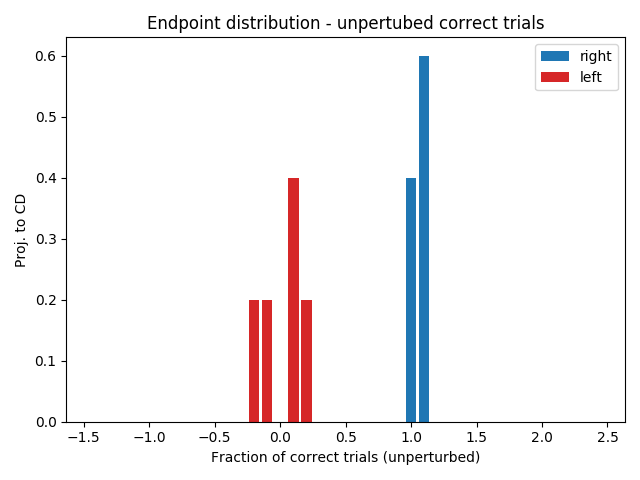 Endpoint distribution - unpertubed correct trials
right
left
0.6
0.5
0.4
0.3
0.2
0.1
0.0
Proj. to CD
−1.5 −1.0 −0.5 0.0 0.5 1.0 1.5 2.0 2.5
Fraction of correct trials (unperturbed)